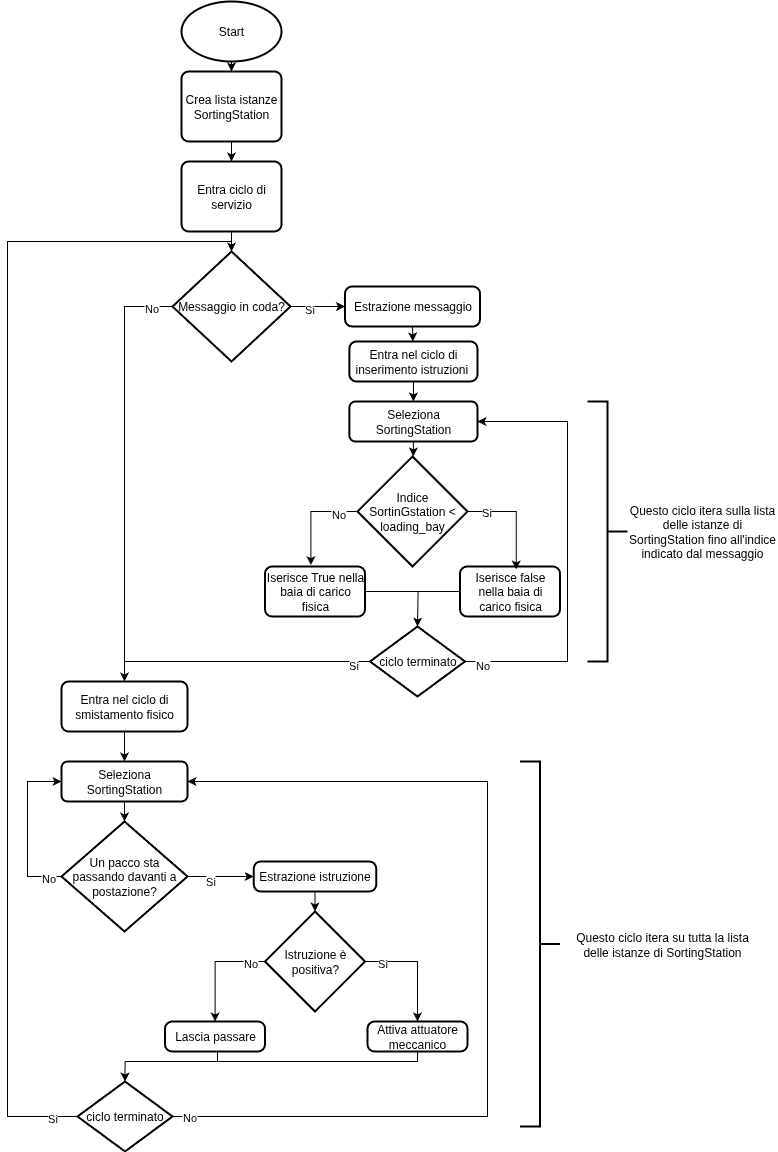 Start
Crea lista istanze
SortingStation
Entra ciclo di
servizio
No
Messaggio in coda?
Si
Estrazione messaggio
Entra nel ciclo di
inserimento istruzioni
Seleziona
SortingStation
Indice
SortinGstation <
loading_bay
No
Si
Iserisce True nella
baia di carico
fisica
Iserisce false
nella baia di
carico fisica
Si
ciclo terminato
No
Questo ciclo itera sulla lista
delle istanze di
SortingStation fino all'indice
indicato dal messaggio
Entra nel ciclo di
smistamento fisico
Seleziona
SortingStation
Un pacco sta
passando davanti a
postazione?
No
Si
Estrazione istruzione
Istruzione è
positiva?
No
Si
Lascia passare
Attiva attuatore
meccanico
Si
ciclo terminato
No
Questo ciclo itera su tutta la lista
delle istanze di SortingStation